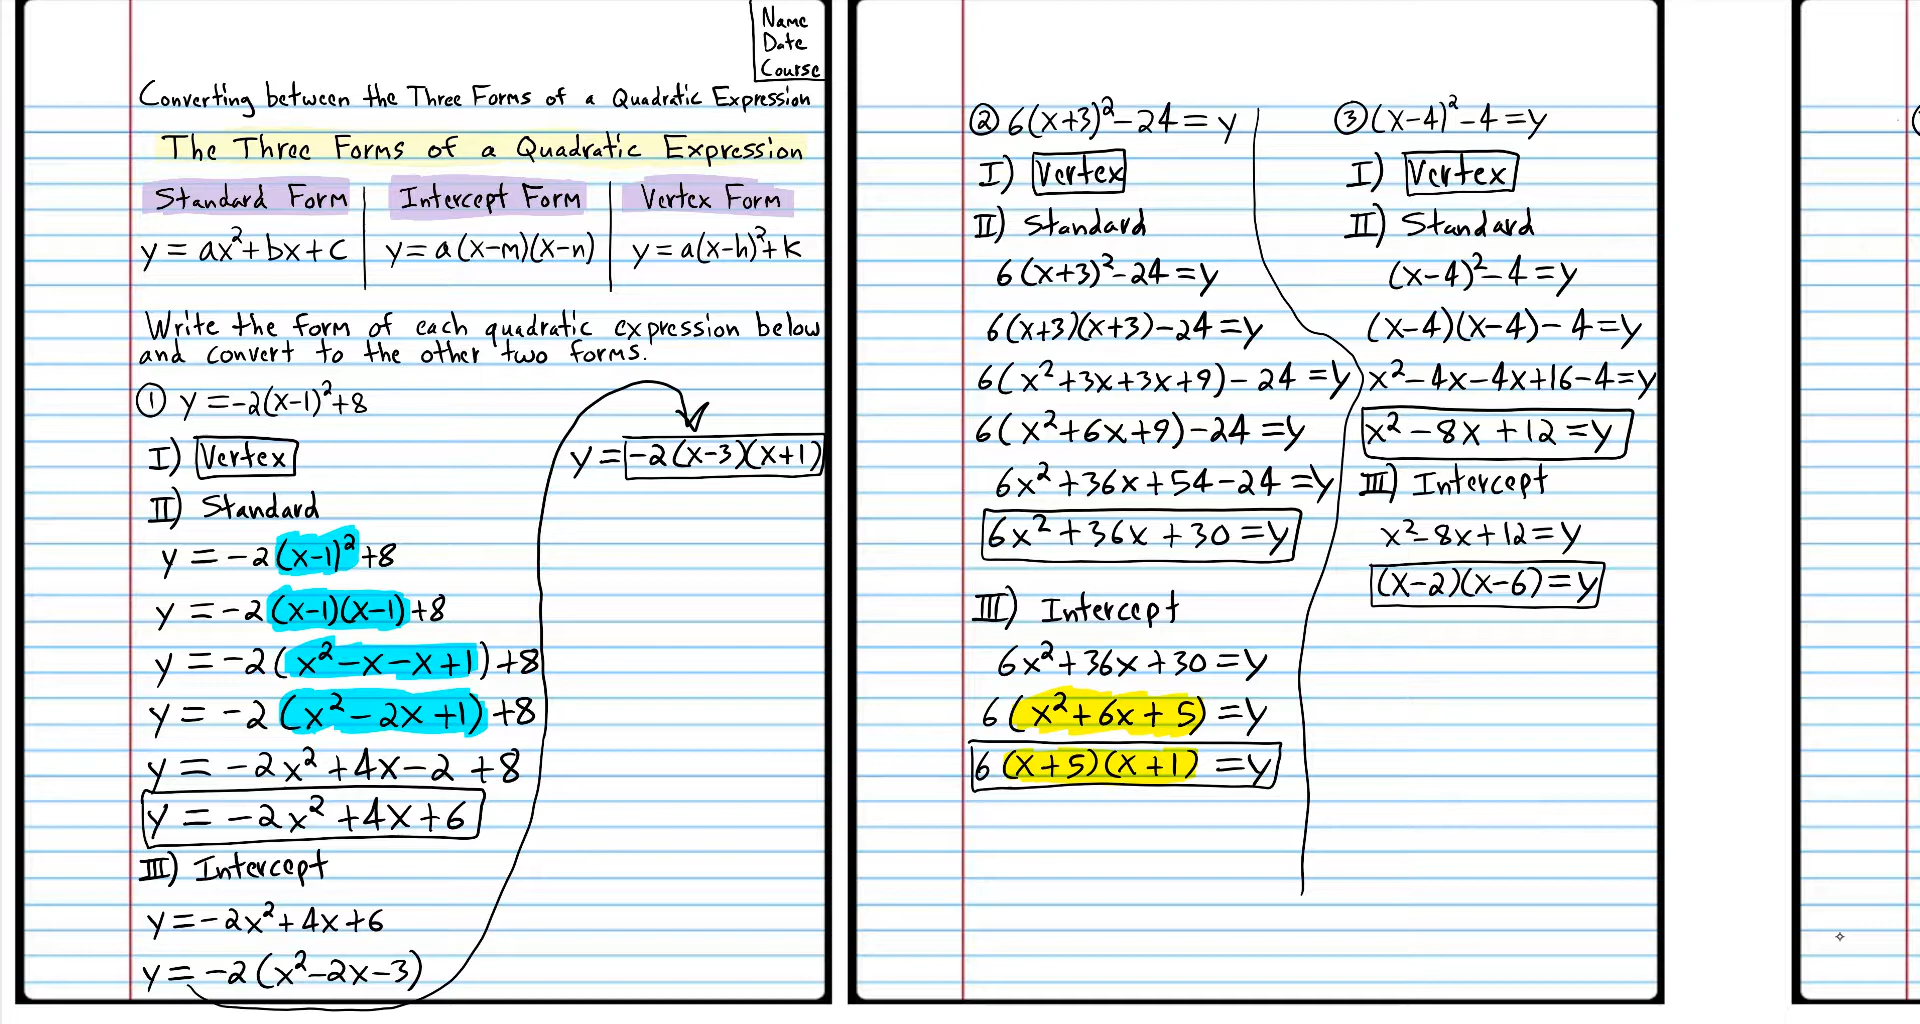 Name
Date
Course
Converting between the Three Forms of a Quadratic Expression
The Three Forms of a Quadratic Expression
Standard Form | Intercept Form | Vertex Form
y = ax²+bx+c | y=a(x-m)(x-n) | y=a(x-h)²+k
Write the form of each quadratic expression below
and convert to the other two forms.
① y=-2(x-1)²+8
I) Vertex
II) Standard
y = -2(x-1)²+8
y = -2(x-1)(x-1)+8
y = -2(x²-x-x+1)+8
y = -2(x²-2x+1)+8
y = -2x²+4x-2+8
y = -2x²+4x+6
III) Intercept
y=-2x²+4x+6
y=-2(x²-2x-3)
y=-2(x-3)(x+1)
② 6(x+3)²-24=y
I) Vertex
II) Standard
6(x+3)²-24=y
6(x+3)(x+3)-24=y
6(x²+3x+3x+9)-24=y
6(x²+6x+9)-24=y
6x²+36x+54-24=y
6x²+36x+30=y
III) Intercept
6x²+36x+30=y
6(x²+6x+5)=y
6(x+5)(x+1)=y
③ (x-4)²-4=y
I) Vertex
II) Standard
(x-4)²-4=y
(x-4)(x-4)-4=y
x²-4x-4x+16-4=y
x²-8x+12=y
III) Intercept
x²-8x+12=y
(x-2)(x-6)=y